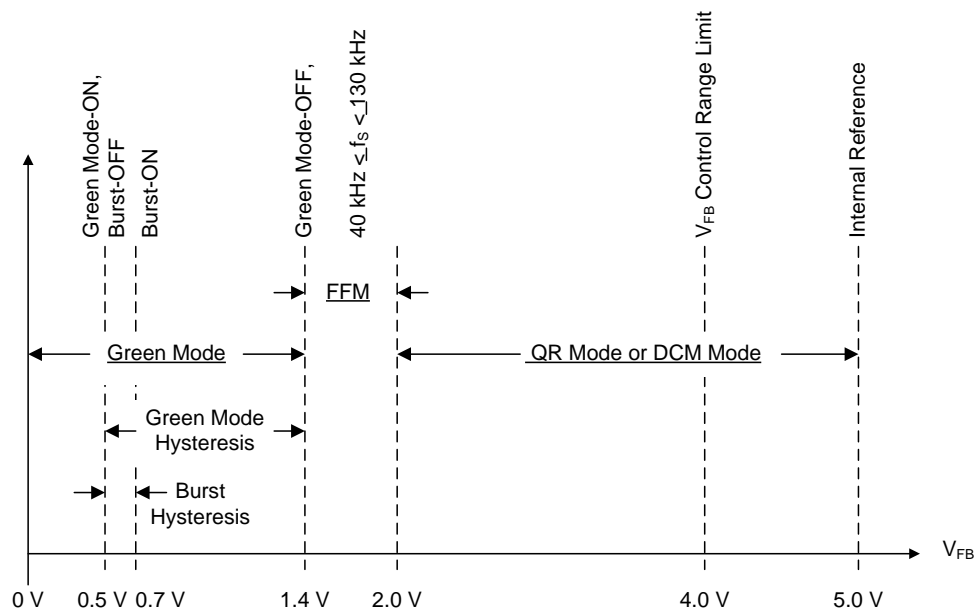 Green Mode-ON,
Burst-OFF
Burst-ON
Green Mode-OFF,
40 kHz <_fS <_130 kHz
VFB Control Range Limit
Internal Reference
FFM
Green Mode
QR Mode or DCM Mode
Green Mode
Hysteresis
Burst
Hysteresis
VFB
0 V
0.5 V
0.7 V
1.4 V
2.0 V
4.0 V
5.0 V